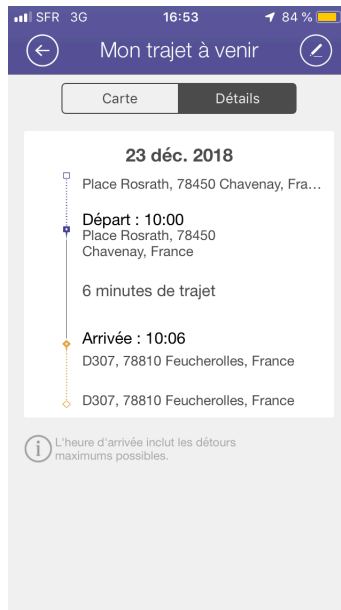 SFR 3G 16:53 84 %
Mon trajet à venir
Carte Détails
23 déc. 2018
Place Rosrath, 78450 Chavenay, Fra...
Départ : 10:00
Place Rosrath, 78450
Chavenay, France
6 minutes de trajet
Arrivée : 10:06
D307, 78810 Feucherolles, France
D307, 78810 Feucherolles, France
i L'heure d'arrivée inclut les détours
maximums possibles.